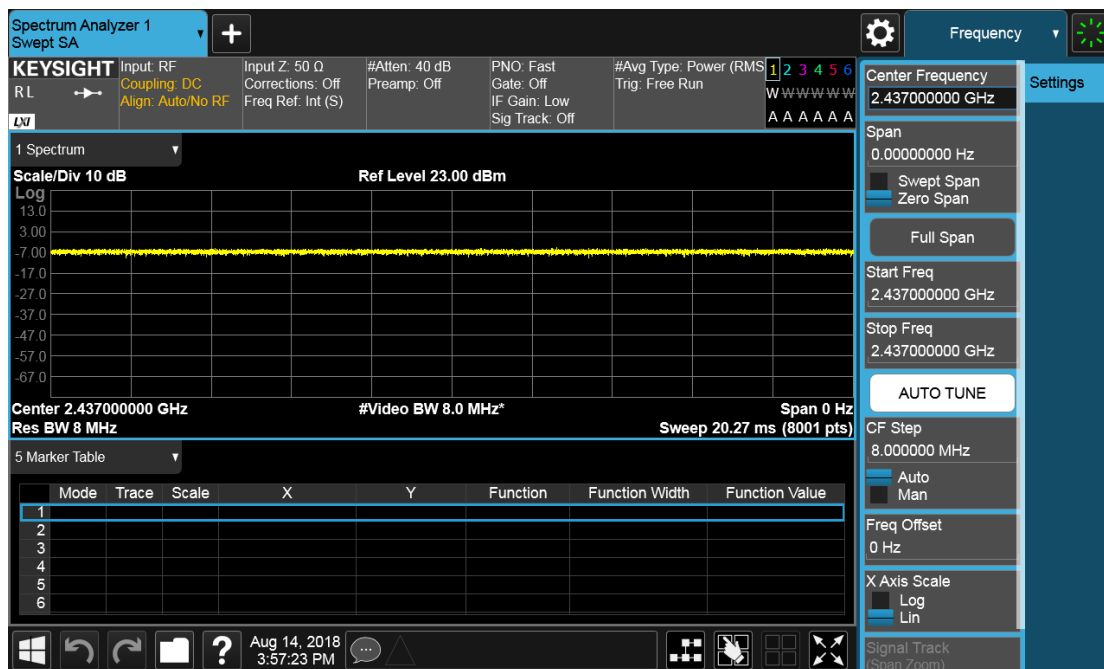 Spectrum Analyzer 1
Swept SA
+
Frequency
KEYSIGHT
RL
LXI
Input: RF
Coupling: DC
Align: Auto/No RF
Input Z: 50 Ω
Corrections: Off
Freq Ref: Int (S)
#Atten: 40 dB
Preamp: Off
PNO: Fast
Gate: Off
IF Gain: Low
Sig Track: Off
#Avg Type: Power (RMS
Trig: Free Run
1 2 3 4 5 6
W W W W W W
A A A A A A
1 Spectrum
Scale/Div 10 dB
Ref Level 23.00 dBm
Log
13.0
3.00
-7.00
-17.0
-27.0
-37.0
-47.0
-57.0
-67.0
Center 2.437000000 GHz
#Video BW 8.0 MHz*
Span 0 Hz
Res BW 8 MHz
Sweep 20.27 ms (8001 pts)
5 Marker Table
Mode Trace Scale X Y Function Function Width Function Value
1
2
3
4
5
6
Center Frequency
2.437000000 GHz
Settings
Span
0.00000000 Hz
Swept Span
Zero Span
Full Span
Start Freq
2.437000000 GHz
Stop Freq
2.437000000 GHz
AUTO TUNE
CF Step
8.000000 MHz
Auto
Man
Freq Offset
0 Hz
X Axis Scale
Log
Lin
Signal Track
(Span Zoom)
?
Aug 14, 2018
3:57:23 PM